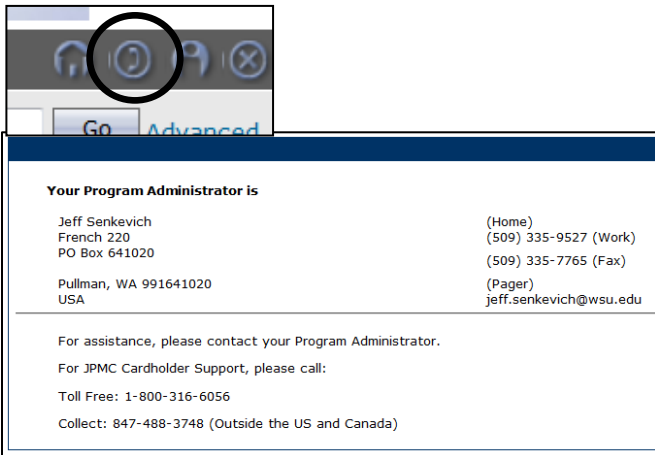 Go Advanced
Your Program Administrator is
Jeff Senkevich
French 220
PO Box 641020
Pullman, WA 991641020
USA
(Home)
(509) 335-9527 (Work)
(509) 335-7765 (Fax)
(Pager)
jeff.senkevich@wsu.edu
For assistance, please contact your Program Administrator.
For JPMC Cardholder Support, please call:
Toll Free: 1-800-316-6056
Collect: 847-488-3748 (Outside the US and Canada)